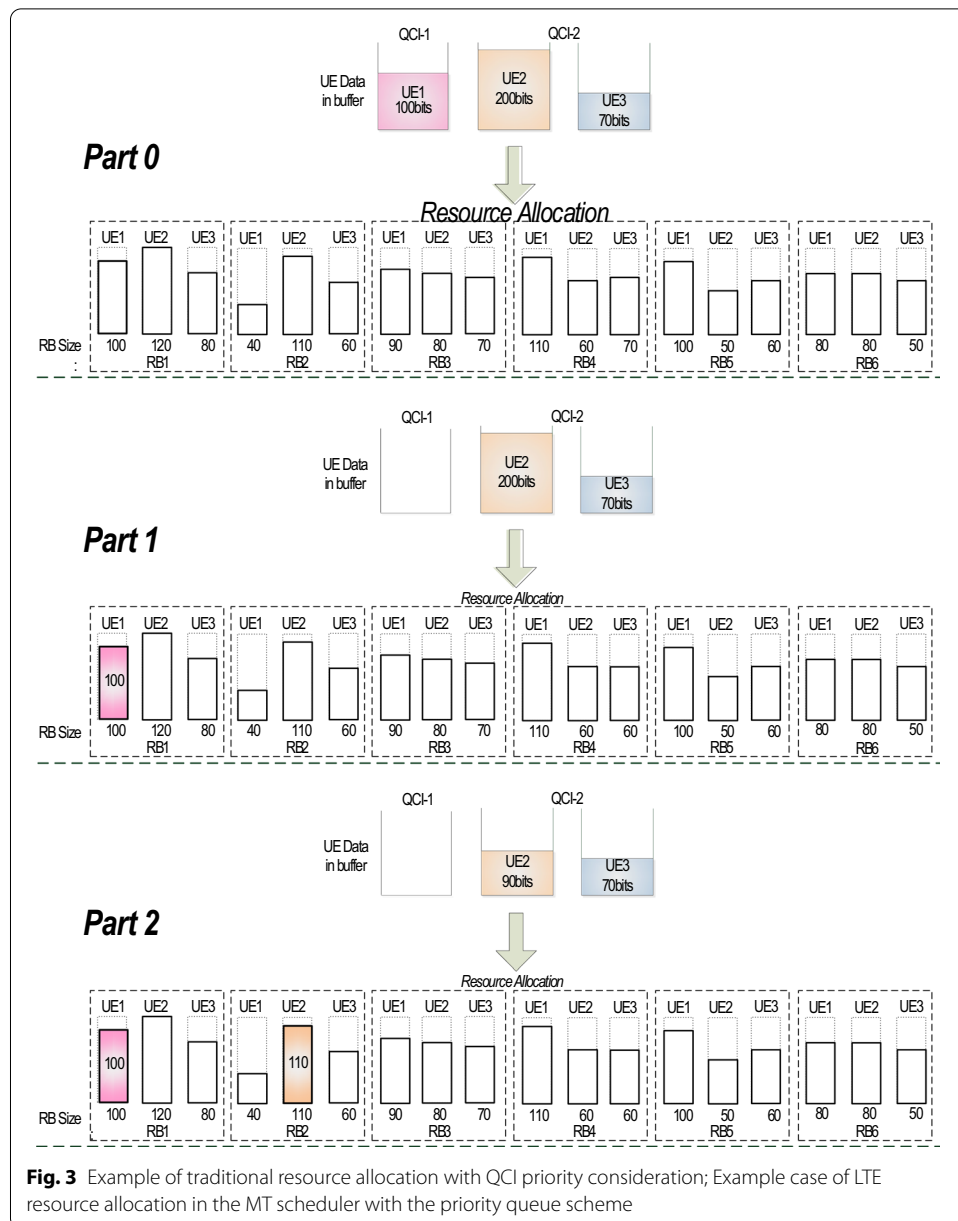 QCI-1 QCI-2
UE Data
in buffer
UE1
100bits
UE2
200bits
UE3
70bits
Part 0
Resource Allocation
UE1 UE2 UE3 UE1 UE2 UE3 UE1 UE2 UE3 UE1 UE2 UE3 UE1 UE2 UE3 UE1 UE2 UE3
RB Size 100 120 80 40 110 60 90 80 70 110 60 70 100 50 60 80 80 50
: RB1 RB2 RB3 RB4 RB5 RB6
QCI-1 QCI-2
UE Data
in buffer
UE2
200bits
UE3
70bits
Part 1
Resource Allocation
UE1 UE2 UE3 UE1 UE2 UE3 UE1 UE2 UE3 UE1 UE2 UE3 UE1 UE2 UE3 UE1 UE2 UE3
100
RB Size 100 120 80 40 110 60 90 80 70 110 60 60 100 50 60 80 80 50
RB1 RB2 RB3 RB4 RB5 RB6
QCI-1 QCI-2
UE Data
in buffer
UE2
90bits
UE3
70bits
Part 2
Resource Allocation
UE1 UE2 UE3 UE1 UE2 UE3 UE1 UE2 UE3 UE1 UE2 UE3 UE1 UE2 UE3 UE1 UE2 UE3
100 110
RB Size 100 120 80 40 110 60 90 80 70 110 60 60 100 50 60 80 80 50
RB1 RB2 RB3 RB4 RB5 RB6
Fig. 3 Example of traditional resource allocation with QCI priority consideration; Example case of LTE
resource allocation in the MT scheduler with the priority queue scheme